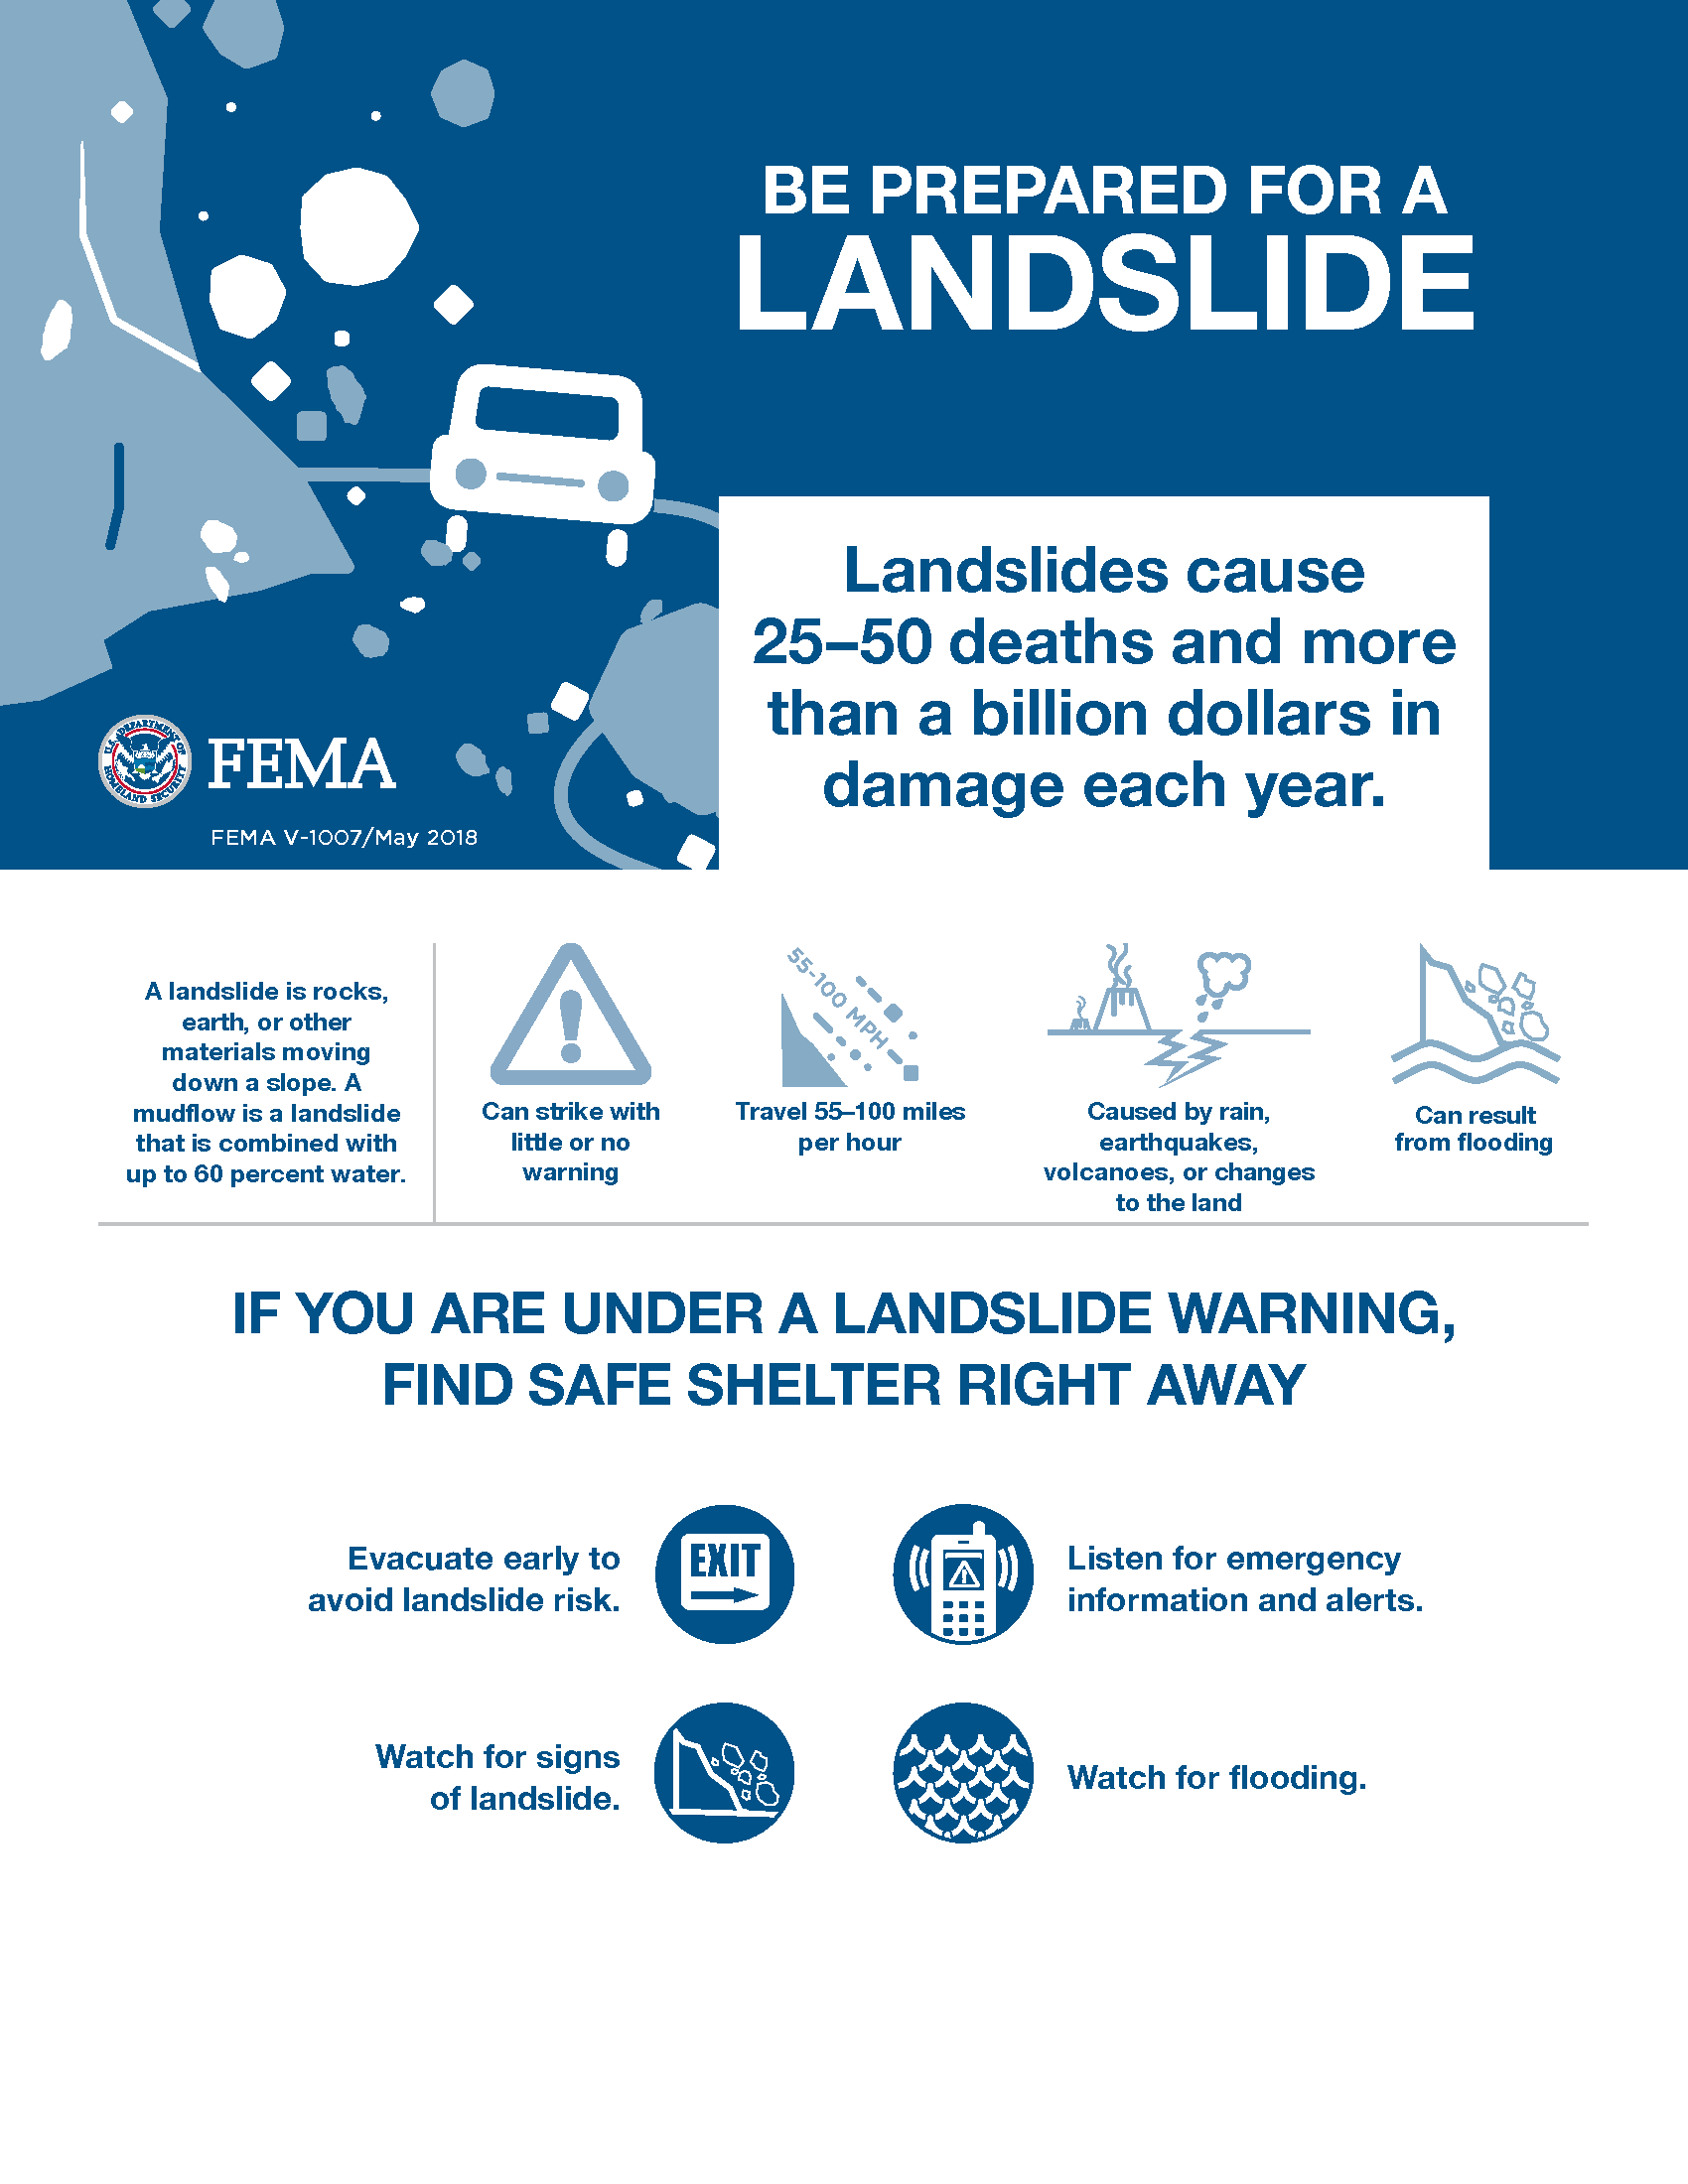 BE PREPARED FOR A
LANDSLIDE
Landslides cause
25–50 deaths and more
than a billion dollars in
damage each year.
U.S. DEPARTMENT OF
HOMELAND SECURITY
FEMA
FEMA V-1007/May 2018
A landslide is rocks,
earth, or other
materials moving
down a slope. A
mudflow is a landslide
that is combined with
up to 60 percent water.
Can strike with
little or no
warning
55-100 MPH
Travel 55–100 miles
per hour
Caused by rain,
earthquakes,
volcanoes, or changes
to the land
Can result
from flooding
IF YOU ARE UNDER A LANDSLIDE WARNING,
FIND SAFE SHELTER RIGHT AWAY
Evacuate early to
avoid landslide risk.
EXIT
Listen for emergency
information and alerts.
Watch for signs
of landslide.
Watch for flooding.